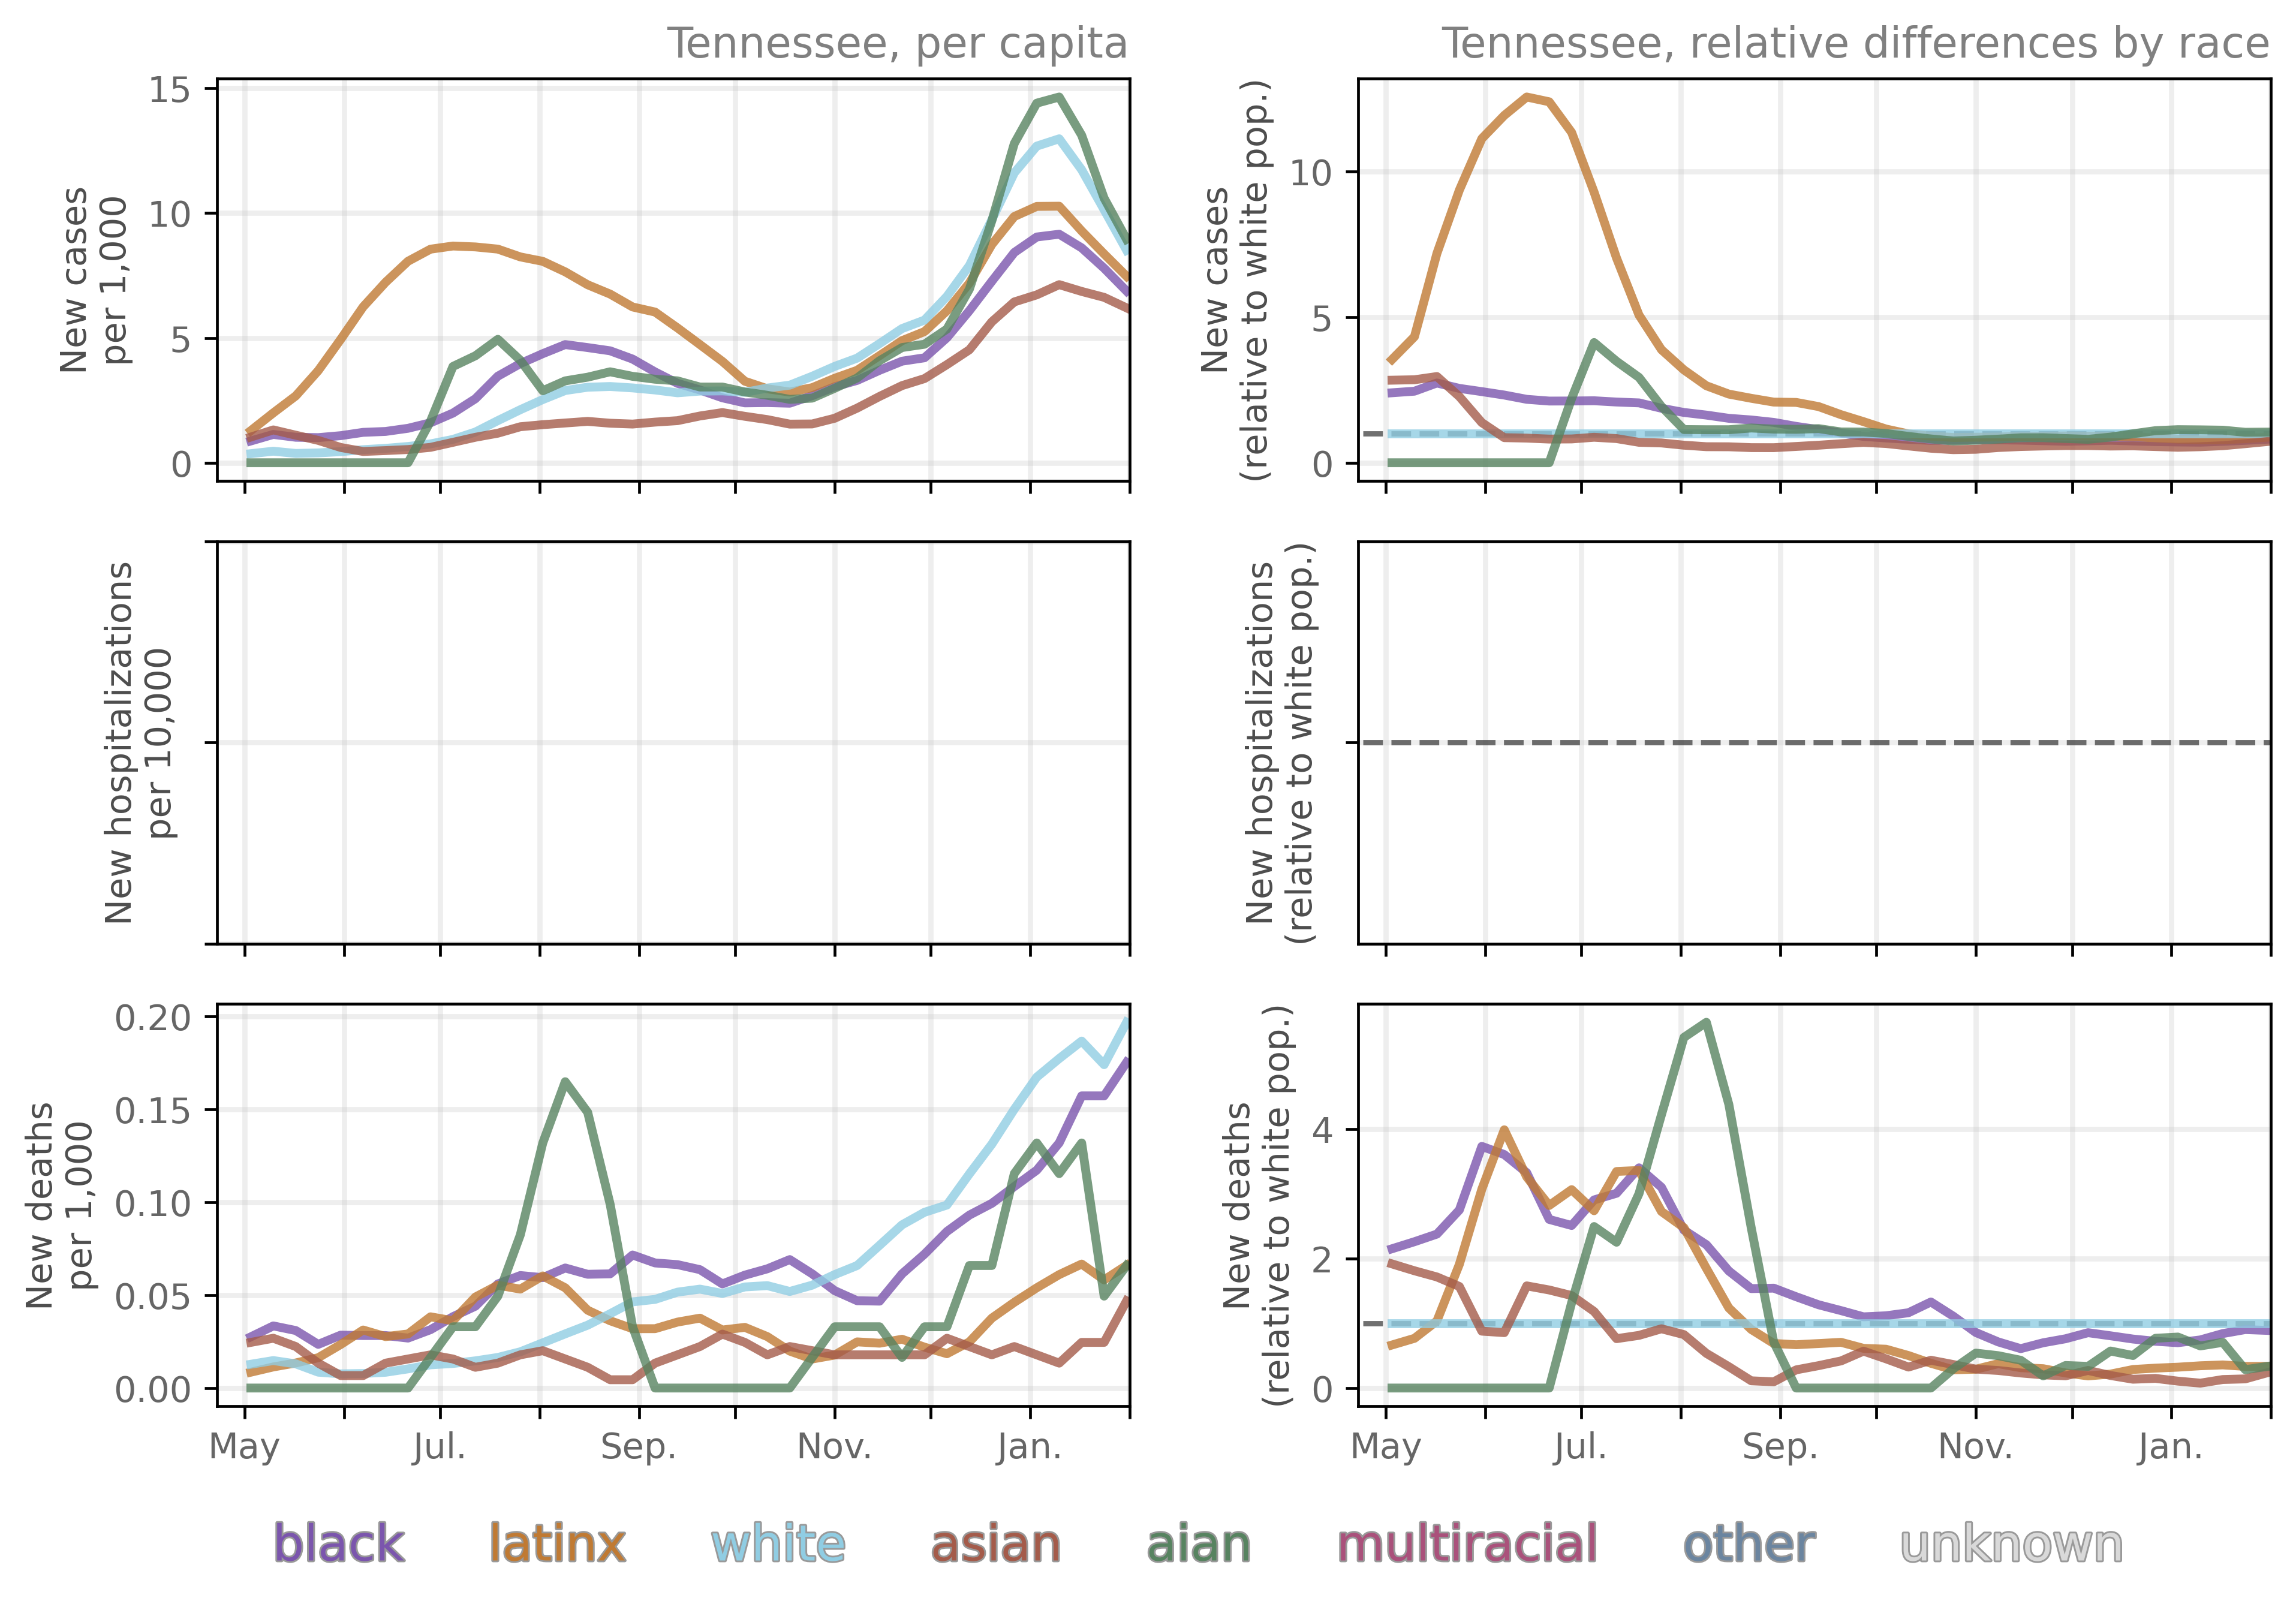 Tennessee, per capita
Tennessee, relative differences by race
New cases
per 1,000
15
10
5
0
New cases
(relative to white pop.)
10
5
0
New hospitalizations
per 10,000
New hospitalizations
(relative to white pop.)
New deaths
per 1,000
0.20
0.15
0.10
0.05
0.00
May Jul. Sep. Nov. Jan.
New deaths
(relative to white pop.)
4
2
0
May Jul. Sep. Nov. Jan.
black latinx white asian aian multiracial other unknown